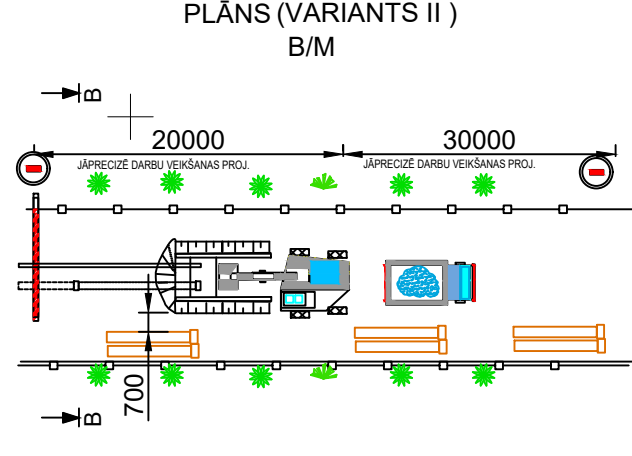 PLĀNS (VARIANTS II )
B/M
B
20000
30000
JĀPRECIZĒ DARBU VEIKŠANAS PROJ.
JĀPRECIZĒ DARBU VEIKŠANAS PROJ.
700
B